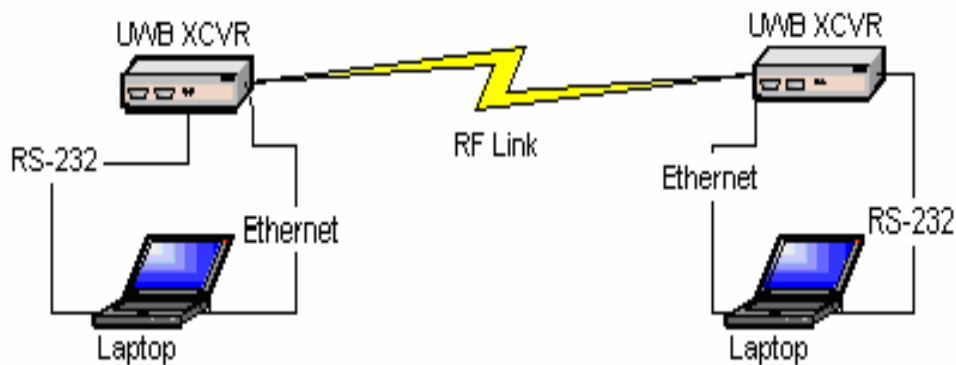 UWB XCVR
UWB XCVR
RF Link
RS-232
Ethernet
Ethernet
RS-232
Laptop
Laptop